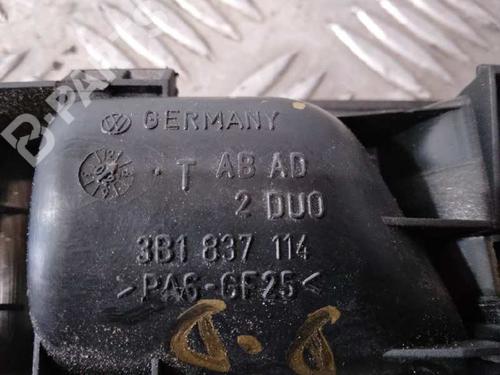 GERMANY
T AB AD
2 DUO
3B1 837 114
>PA6-GF25<
D.D